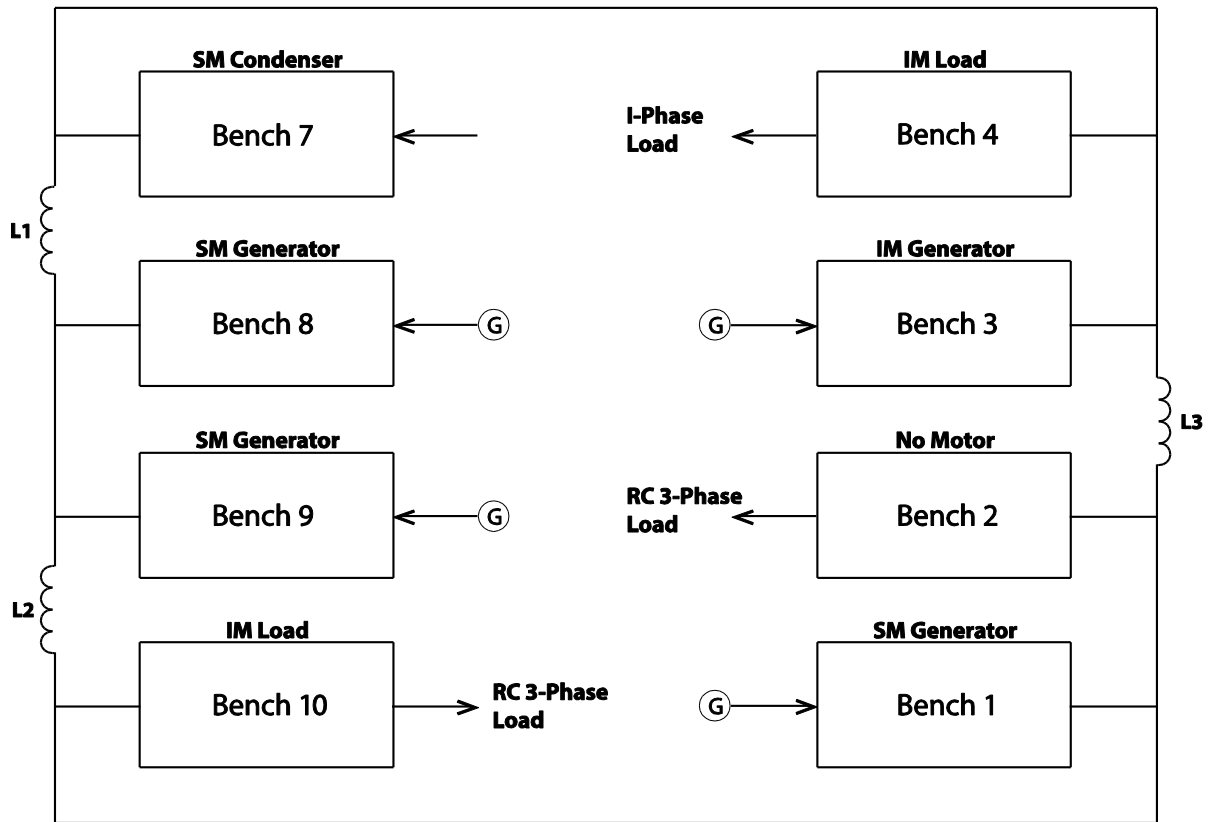 SM Condenser
Bench 7
IM Load
I-Phase
Load
Bench 4
L1
SM Generator
Bench 8
G
IM Generator
G
Bench 3
SM Generator
Bench 9
G
L3
No Motor
RC 3-Phase
Load
Bench 2
L2
IM Load
Bench 10
RC 3-Phase
Load
SM Generator
G
Bench 1